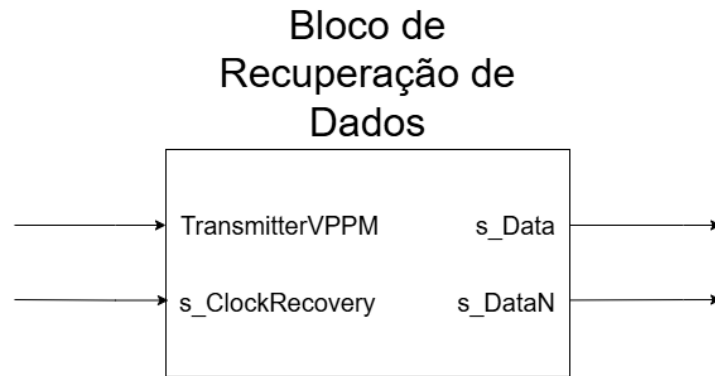 Bloco de
Recuperação de
Dados
TransmitterVPPM
s_Data
s_ClockRecovery
s_DataN